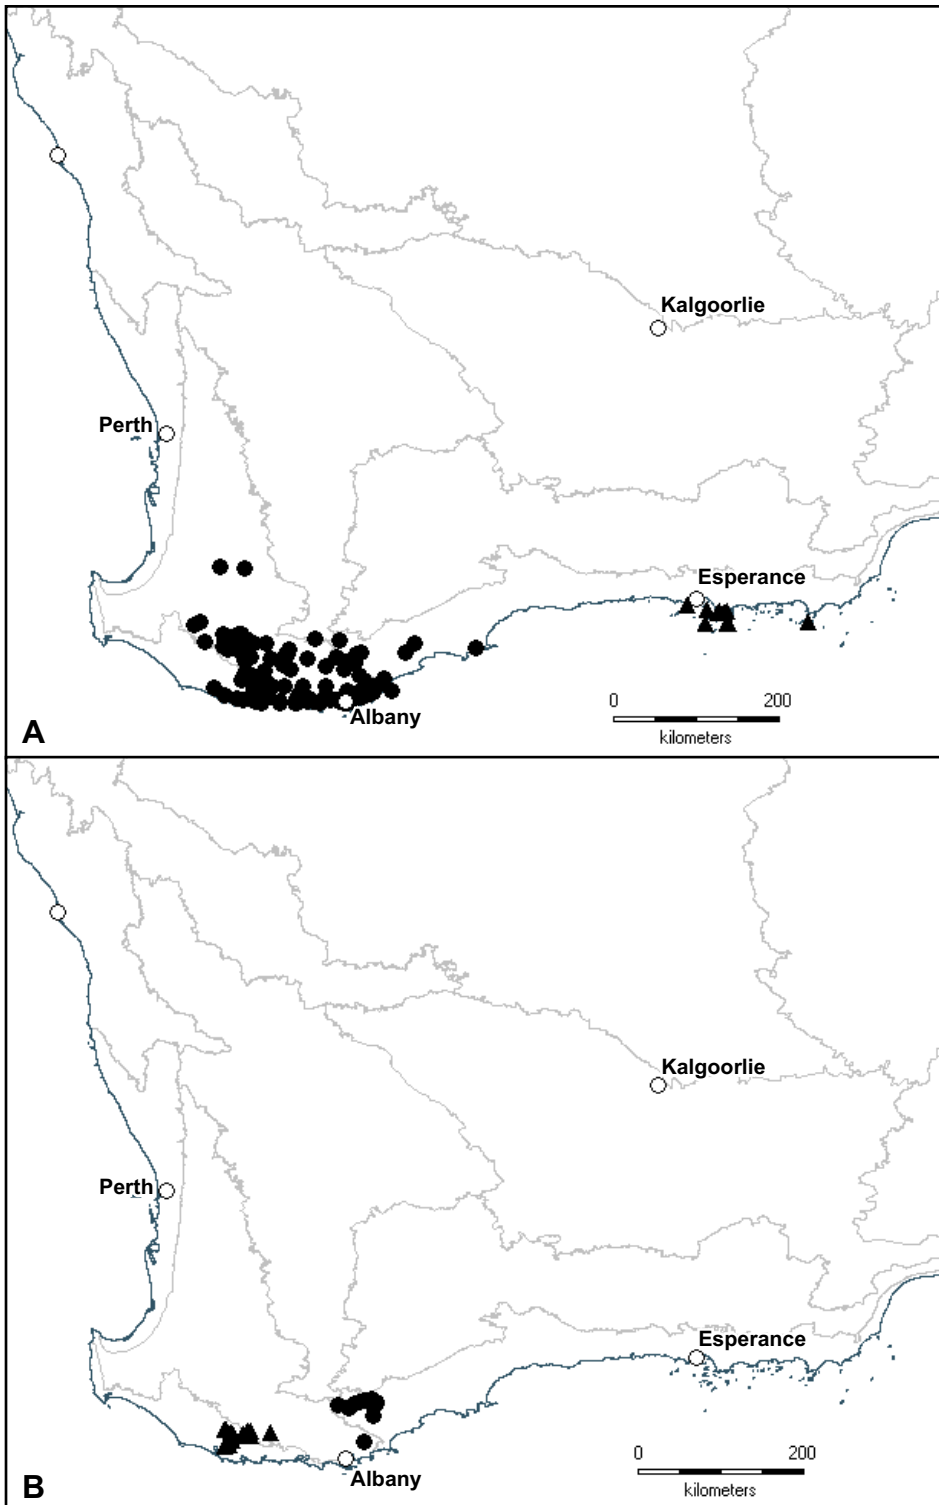 Kalgoorlie
Perth
Esperance
0 200
kilometers
Albany
A
Kalgoorlie
Perth
Esperance
0 200
kilometers
Albany
B